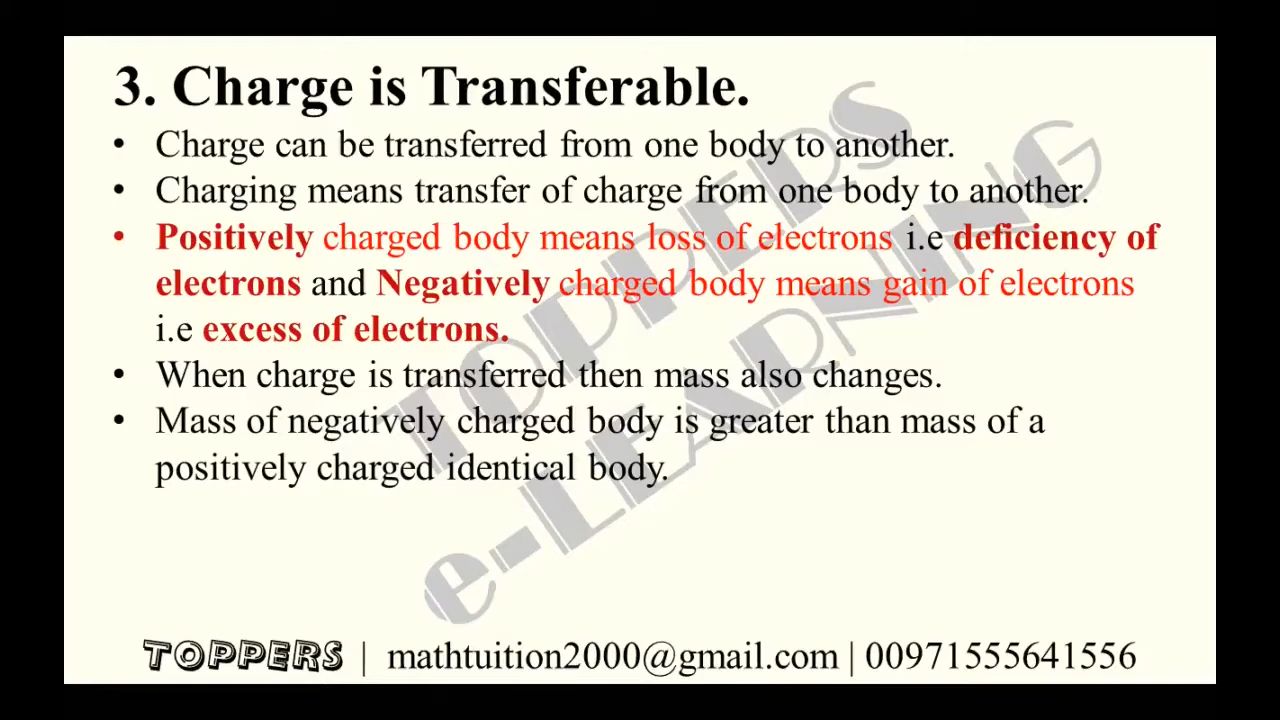 3. Charge is Transferable.
• Charge can be transferred from one body to another.
• Charging means transfer of charge from one body to another.
• Positively charged body means loss of electrons i.e deficiency of
electrons and Negatively charged body means gain of electrons
i.e excess of electrons.
• When charge is transferred then mass also changes.
• Mass of negatively charged body is greater than mass of a
positively charged identical body.
TOPPERS
e-LEARNING
TOPPERS | mathtuition2000@gmail.com | 00971555641556